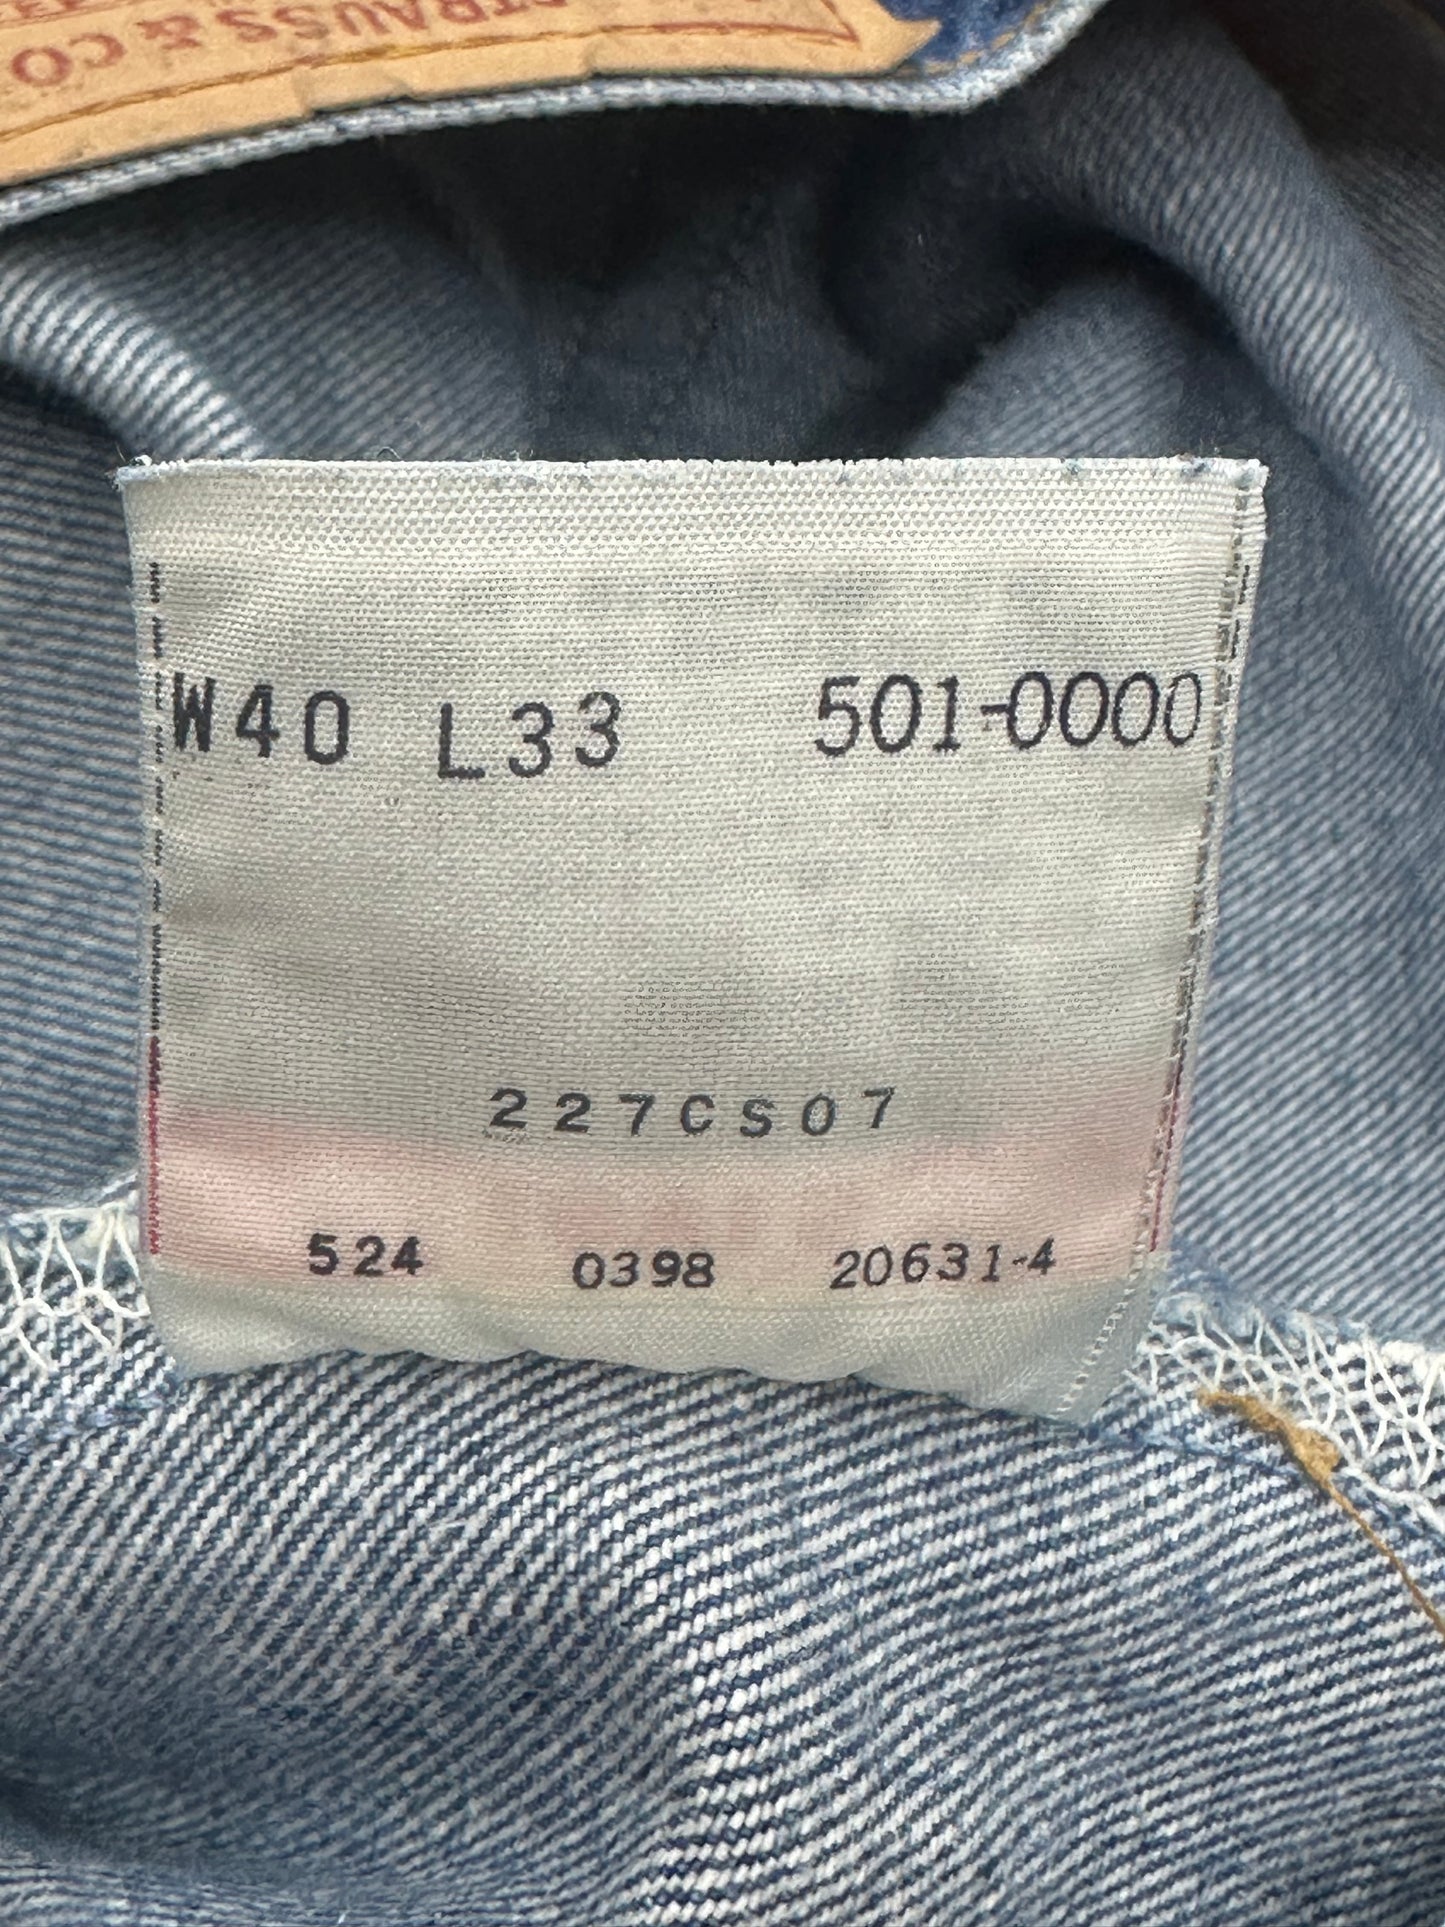 STRAUSS & CO
W40 L33 501-0000
227CS07
524 0398 20631-4